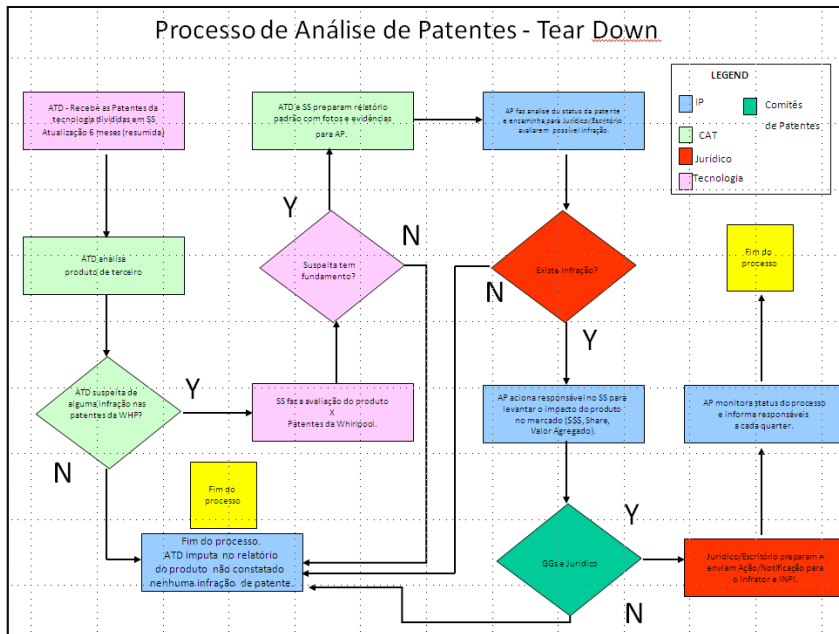 Processo de Análise de Patentes - Tear Down
ATD - Recebe as Patentes da
tecnologia divididas em SS.
Atualização 6 meses (resumida)
ATD e SS preparam relatório
padrão com fotos e evidências
para AP.
AP faz analise do status da patente
e encaminha para Jurídico/Escritório
avaliarem possível infração.
LEGEND
IP
CAT
Jurídico
Tecnologia
Comitês
de Patentes
Y
N
ATD analisa
produto de terceiro
Suspeita tem
fundamento?
Existe Infração?
N
Y
Fim do
processo
ATD suspeita de
alguma infração nas
patentes da WHP?
Y
N
SS faz a avaliação do produto
X
Patentes da Whirlpool.
AP aciona responsável no SS para
levantar o impacto do produto
no mercado ($$$, Share,
Valor Agregado).
AP monitora status do processo
e informa responsáveis
a cada quarter.
Fim do
processo
Fim do processo.
ATD imputa no relatório
do produto não constatado
nenhuma infração de patente.
GGs e Jurídico
Y
N
Jurídico/Escritório preparam e
enviam Ação/Notificação para
o infrator e INPI.